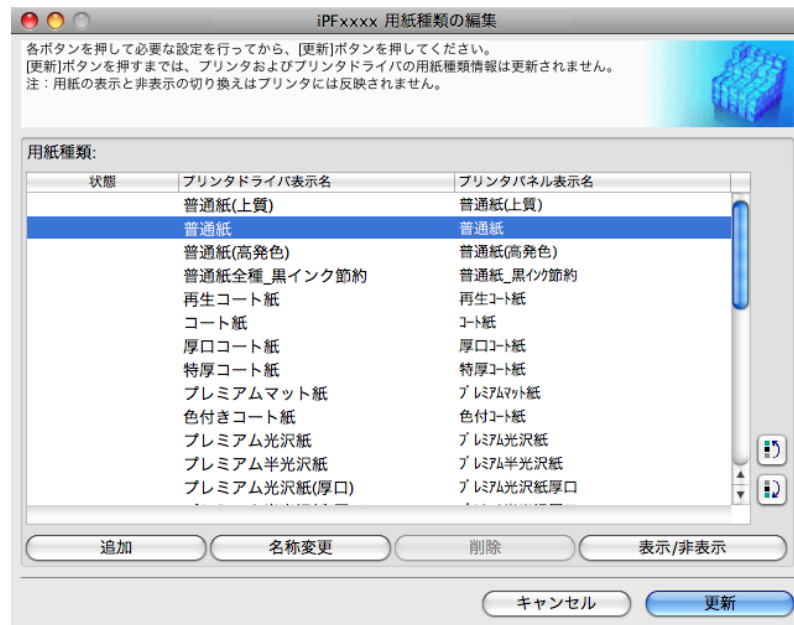 iPFxxxx 用紙種類の編集
各ボタンを押して必要な設定を行ってから、[更新]ボタンを押してください。
[更新]ボタンを押すまでは、プリンタおよびプリンタドライバの用紙種類情報は更新されません。
注：用紙の表示と非表示の切り換えはプリンタには反映されません。
用紙種類:
状態 プリンタドライバ表示名 プリンタパネル表示名
普通紙(上質) 普通紙(上質)
普通紙 普通紙
普通紙(高発色) 普通紙(高発色)
普通紙全種_黒インク節約 普通紙_黒ｲﾝｸ節約
再生コート紙 再生ｺｰﾄ紙
コート紙 ｺｰﾄ紙
厚口コート紙 厚口ｺｰﾄ紙
特厚コート紙 特厚ｺｰﾄ紙
プレミアムマット紙 ﾌﾟﾚﾐｱﾑﾏｯﾄ紙
色付きコート紙 色付ｺｰﾄ紙
プレミアム光沢紙 ﾌﾟﾚﾐｱﾑ光沢紙
プレミアム半光沢紙 ﾌﾟﾚﾐｱﾑ半光沢紙
プレミアム光沢紙(厚口) ﾌﾟﾚﾐｱﾑ光沢紙厚口
追加 名称変更 削除 表示/非表示
キャンセル 更新